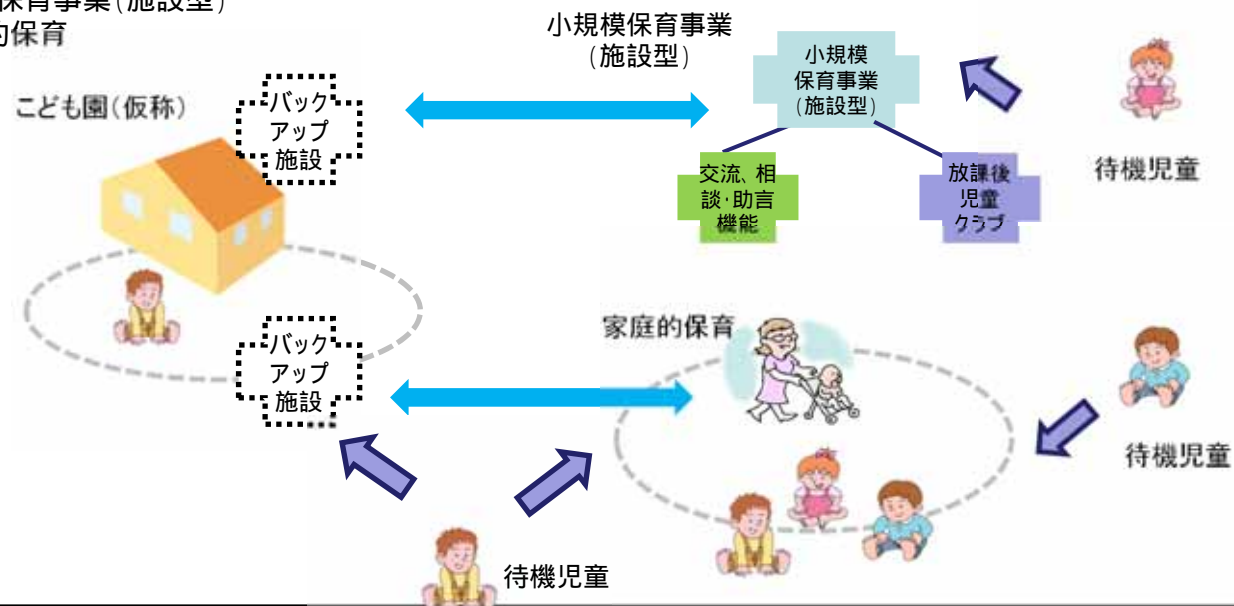 保育事業(施設型)
的保育
こども園(仮称)
バック
アップ
施設
小規模保育事業
(施設型)
小規模
保育事業
(施設型)
交流、相
談・助言
機能
放課後
児童
クラブ
待機児童
バック
アップ
施設
家庭的保育
待機児童
待機児童